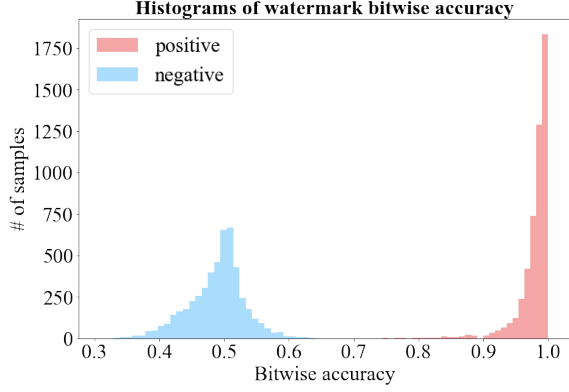 Histograms of watermark bitwise accuracy
positive
negative
# of samples
1750
1500
1250
1000
750
500
250
0
0.3 0.4 0.5 0.6 0.7 0.8 0.9 1.0
Bitwise accuracy